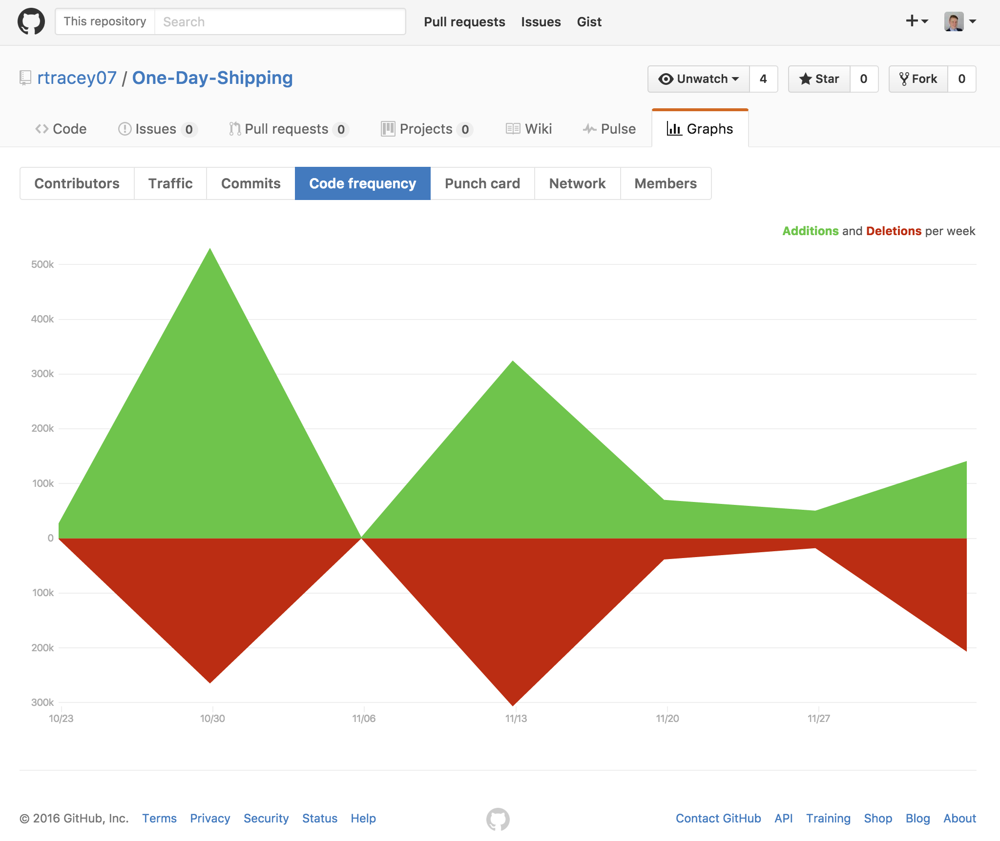 This repository Search Pull requests Issues Gist
rtracey07 / One-Day-Shipping Unwatch 4 Star 0 Fork 0
Code Issues 0 Pull requests 0 Projects 0 Wiki Pulse Graphs
Contributors Traffic Commits Code frequency Punch card Network Members
Additions and Deletions per week
500k
400k
300k
200k
100k
0
100k
200k
300k
10/23 10/30 11/06 11/13 11/20 11/27
© 2016 GitHub, Inc. Terms Privacy Security Status Help Contact GitHub API Training Shop Blog About